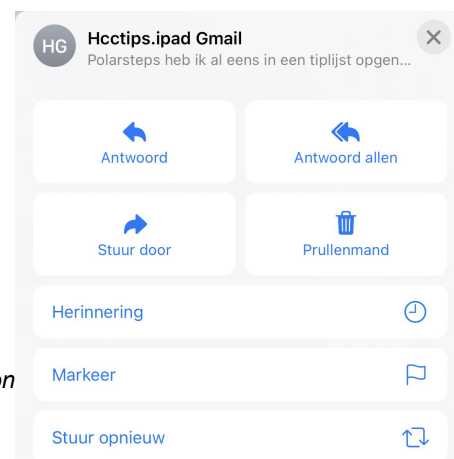 HG
Hcctips.ipad Gmail
Polarsteps heb ik al eens in een tiplijst opgen...
Antwoord
Antwoord allen
Stuur door
Prullenmand
Herinnering
Markeer
on
Stuur opnieuw